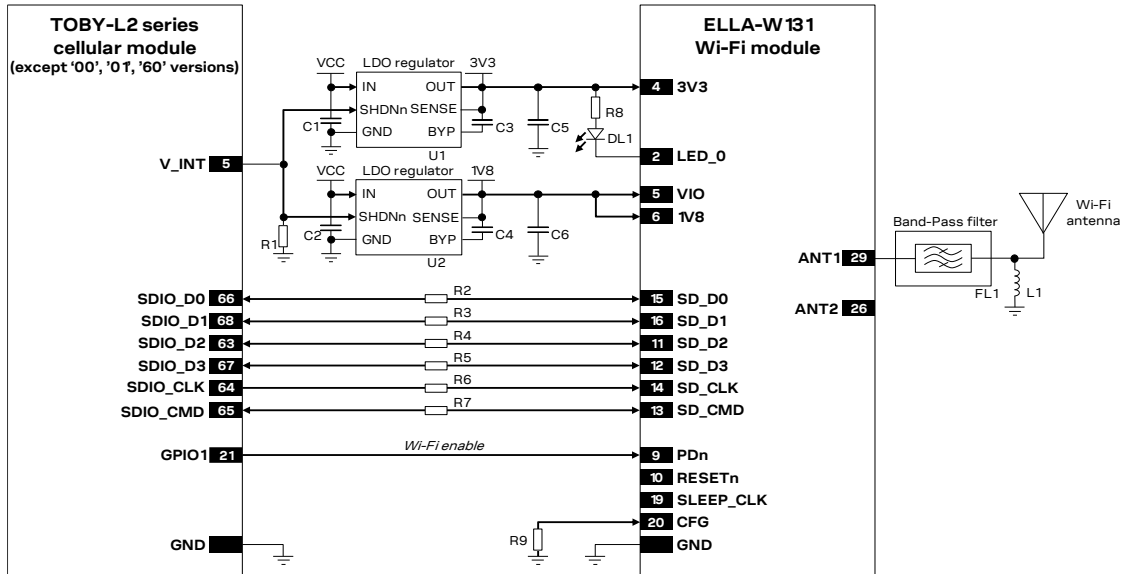 TOBY-L2 series
cellular module
(except '00', '01', '60' versions)
ELLA-W131
Wi-Fi module
VCC
LDO regulator
3V3
IN
OUT
SHDNn
SENSE
GND
BYP
C1
C3
C5
U1
R8
DL1
4 3V3
2 LED_0
V_INT 5
VCC
LDO regulator
1V8
IN
OUT
SHDNn
SENSE
GND
BYP
R1
C2
C4
C6
U2
5 VIO
6 1V8
Wi-Fi
antenna
Band-Pass filter
ANT1 29
FL1
L1
ANT2 26
SDIO_D0 66
R2
15 SD_D0
SDIO_D1 68
R3
16 SD_D1
SDIO_D2 63
R4
11 SD_D2
SDIO_D3 67
R5
12 SD_D3
SDIO_CLK 64
R6
14 SD_CLK
SDIO_CMD 65
R7
13 SD_CMD
GPIO1 21
Wi-Fi enable
9 PDn
10 RESETn
19 SLEEP_CLK
20 CFG
R9
GND
GND